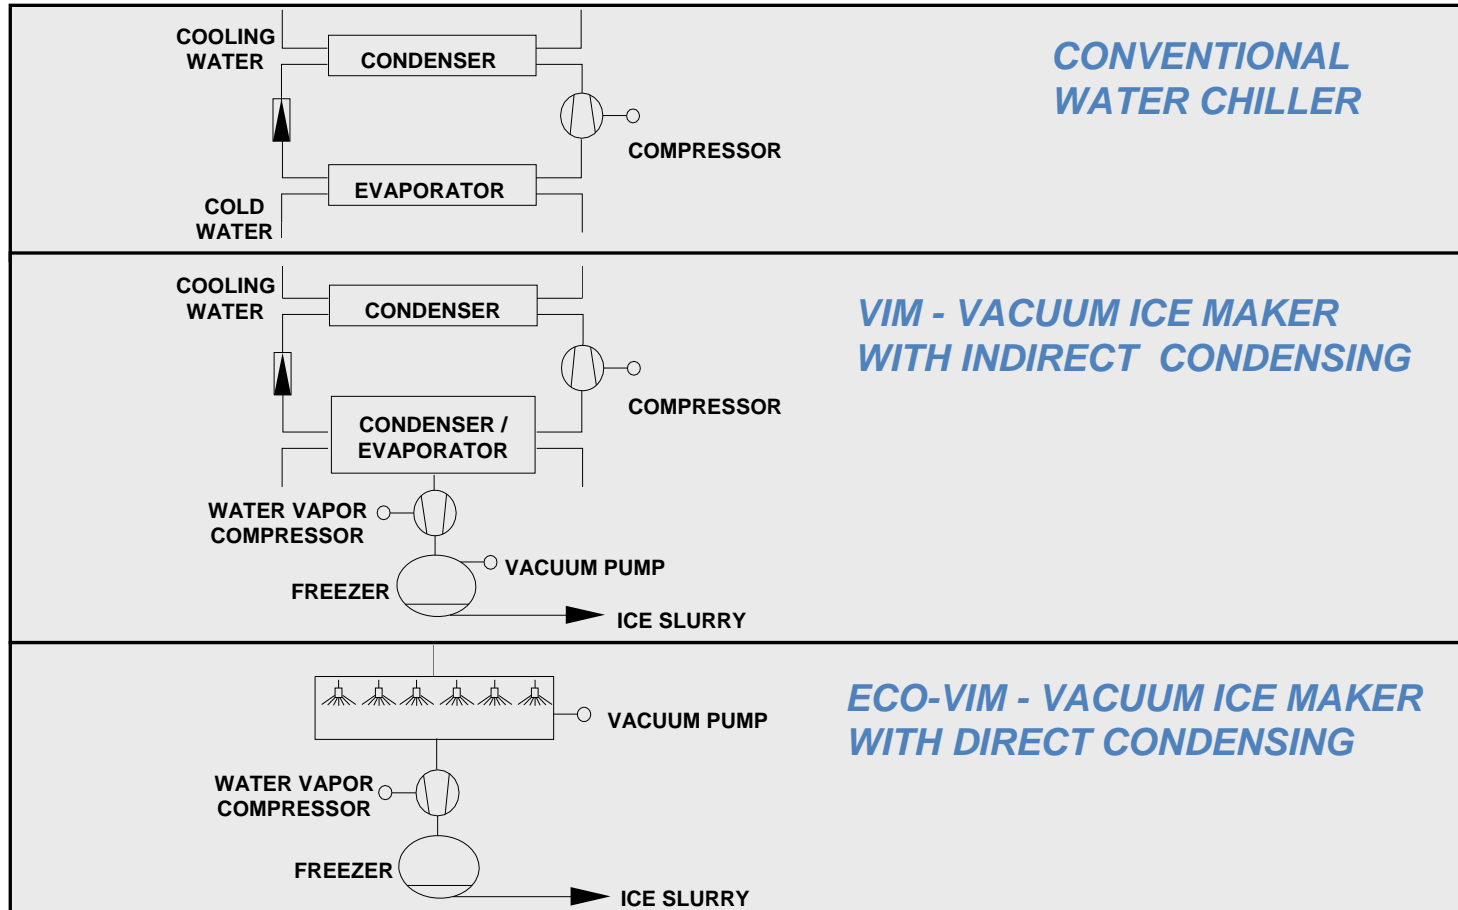 COOLING
WATER
CONDENSER
COMPRESSOR
EVAPORATOR
COLD
WATER
CONVENTIONAL
WATER CHILLER
COOLING
WATER
CONDENSER
COMPRESSOR
CONDENSER /
EVAPORATOR
WATER VAPOR
COMPRESSOR
VACUUM PUMP
FREEZER
ICE SLURRY
VIM - VACUUM ICE MAKER
WITH INDIRECT CONDENSING
VACUUM PUMP
WATER VAPOR
COMPRESSOR
FREEZER
ICE SLURRY
ECO-VIM - VACUUM ICE MAKER
WITH DIRECT CONDENSING